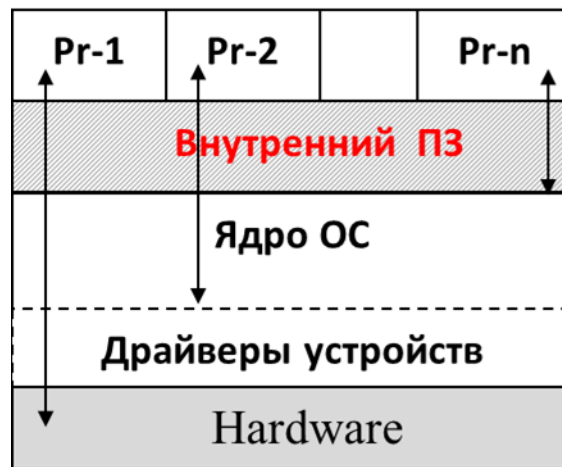 Pr-1 Pr-2 Pr-n
Внутренний ПЗ
Ядро ОС
Драйверы устройств
Hardware